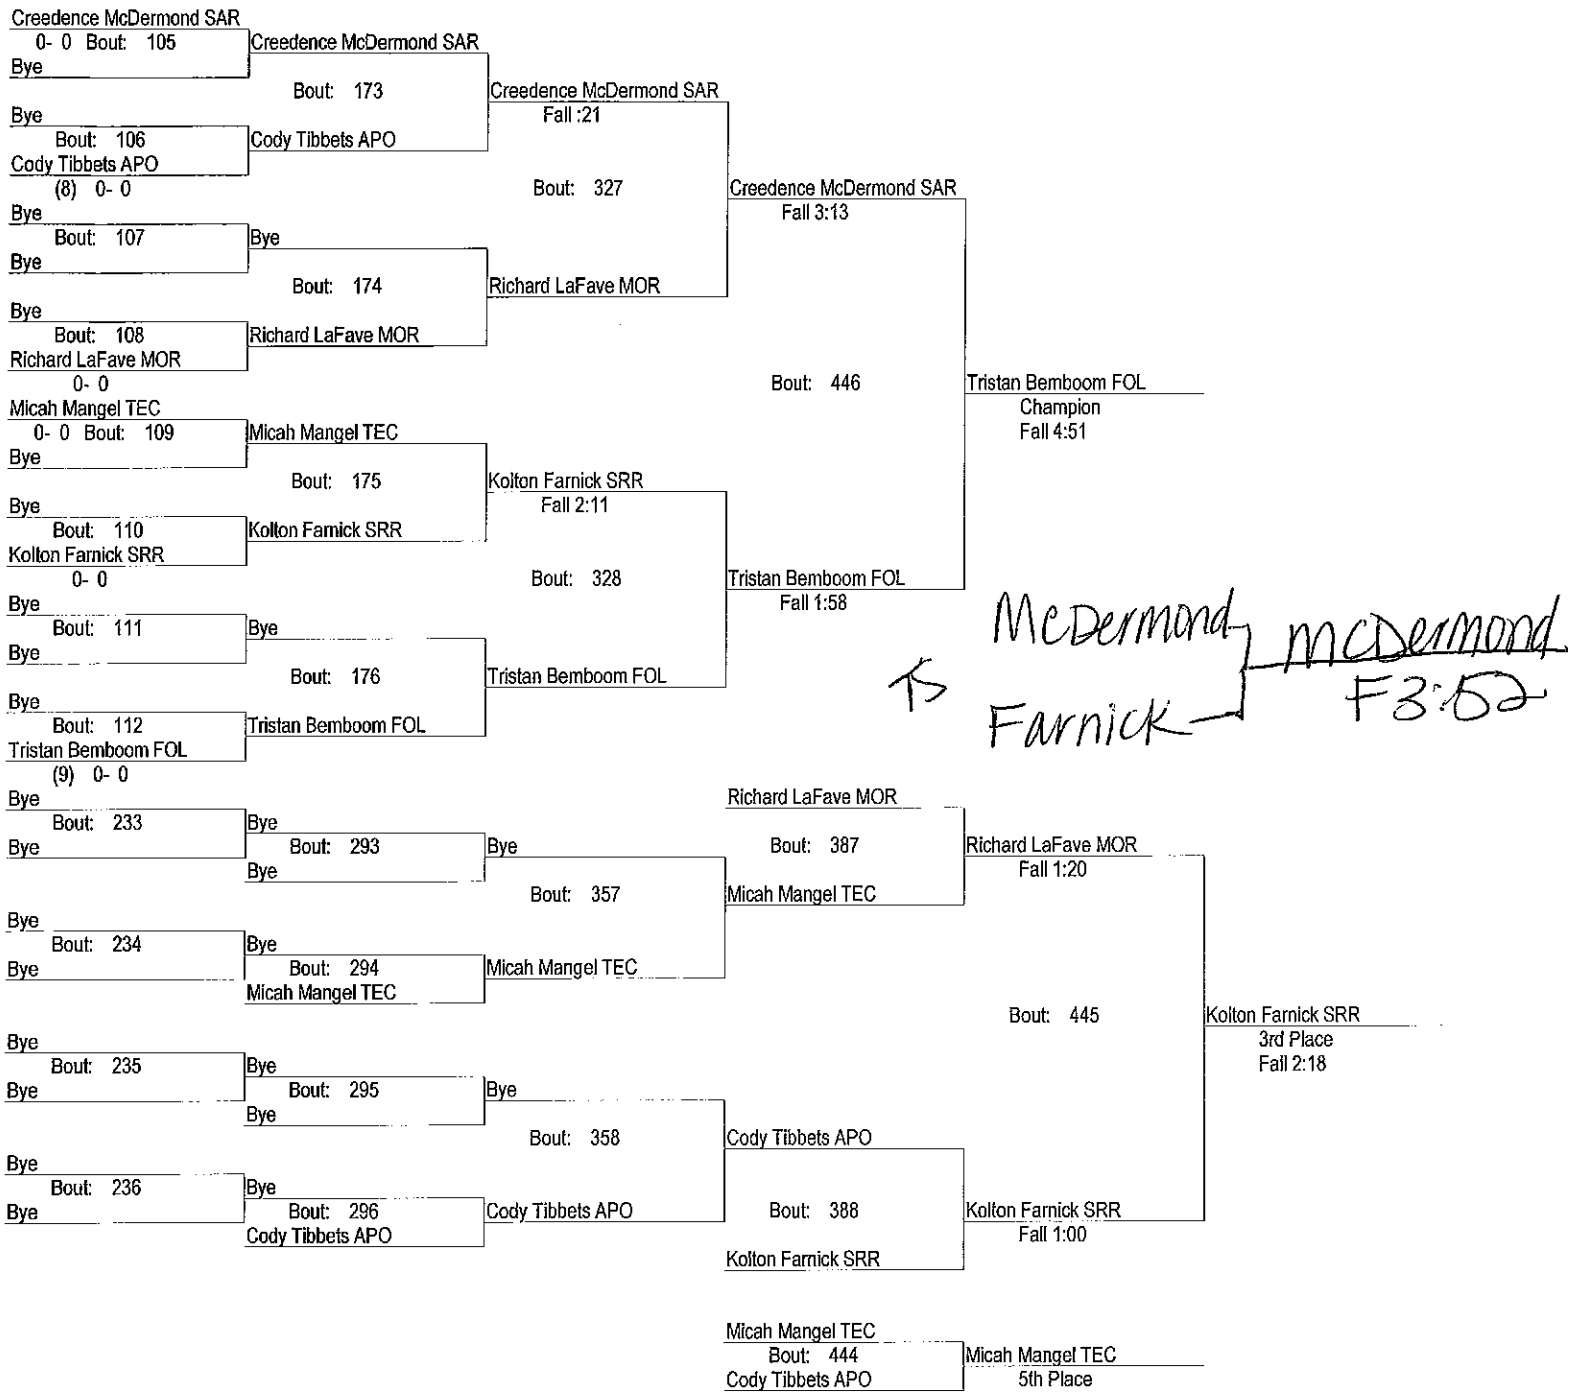 Creedence McDermond SAR
0- 0 Bout: 105
Bye
Creedence McDermond SAR
Bout: 173
Creedence McDermond SAR
Fall :21
Bye
Bout: 106
Cody Tibbets APO
Cody Tibbets APO
(8) 0- 0
Bout: 327
Creedence McDermond SAR
Fall 3:13
Bye
Bout: 107
Bye
Bye
Bout: 174
Richard LaFave MOR
Bye
Bout: 108
Richard LaFave MOR
Richard LaFave MOR
0- 0
Bout: 446
Tristan Bemboom FOL
Champion
Fall 4:51
Micah Mangel TEC
0- 0 Bout: 109
Micah Mangel TEC
Bye
Bout: 175
Kolton Farnick SRR
Fall 2:11
Bye
Bout: 110
Kolton Farnick SRR
Kolton Farnick SRR
0- 0
Bout: 328
Tristan Bemboom FOL
Fall 1:58
Bye
Bout: 111
Bye
Bye
Bout: 176
Tristan Bemboom FOL
Bye
Bout: 112
Tristan Bemboom FOL
Tristan Bemboom FOL
(9) 0- 0
McDermond
McDermond
Farnick
F3:52
Bye
Bout: 233
Bye
Bye
Bout: 293
Bye
Bye
Bout: 357
Richard LaFave MOR
Bout: 387
Micah Mangel TEC
Richard LaFave MOR
Fall 1:20
Bye
Bout: 234
Bye
Bye
Bout: 294
Micah Mangel TEC
Micah Mangel TEC
Bout: 445
Kolton Farnick SRR
3rd Place
Fall 2:18
Bye
Bout: 235
Bye
Bye
Bout: 295
Bye
Bye
Bout: 358
Cody Tibbets APO
Bye
Bout: 236
Bye
Bye
Bout: 296
Cody Tibbets APO
Cody Tibbets APO
Bout: 388
Kolton Farnick SRR
Kolton Farnick SRR
Fall 1:00
Micah Mangel TEC
Bout: 444
Cody Tibbets APO
Micah Mangel TEC
5th Place